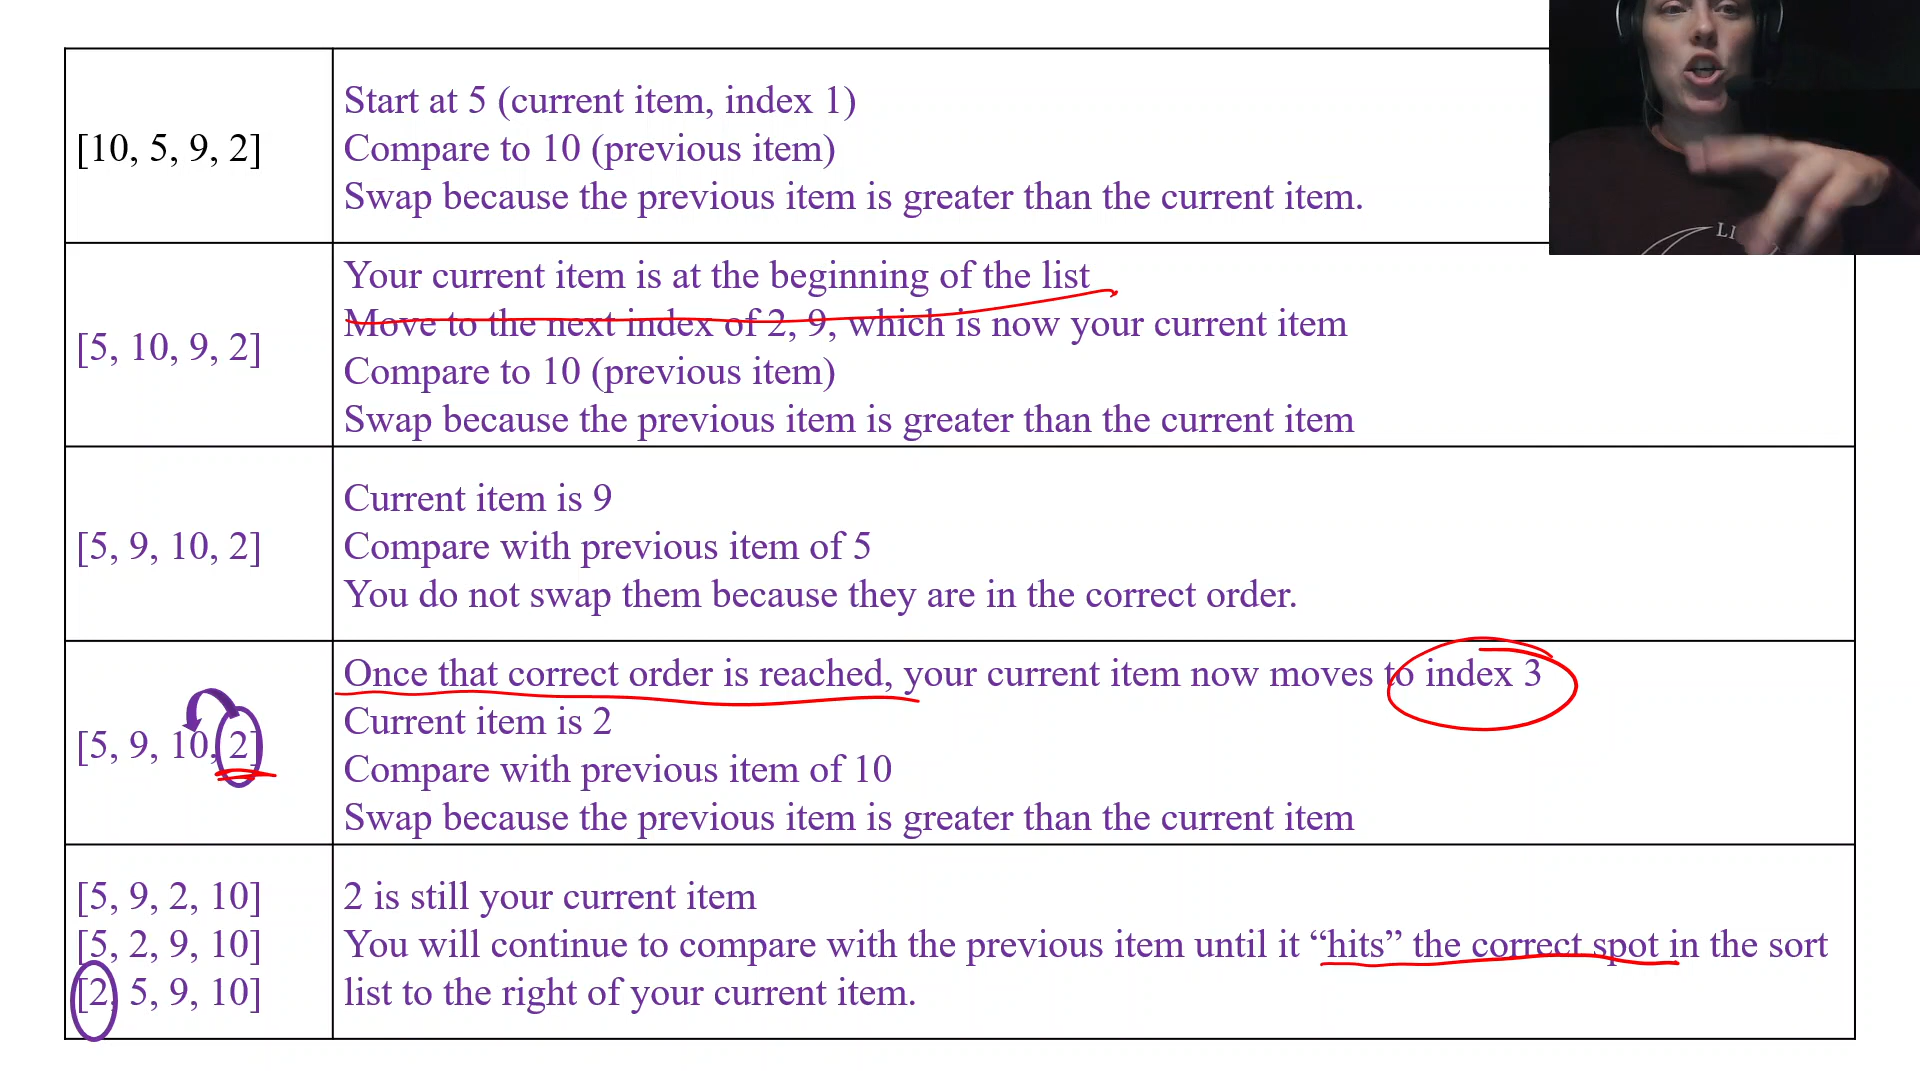 [10, 5, 9, 2]
Start at 5 (current item, index 1)
Compare to 10 (previous item)
Swap because the previous item is greater than the current item.
[5, 10, 9, 2]
Your current item is at the beginning of the list
Move to the next index of 2, 9, which is now your current item
Compare to 10 (previous item)
Swap because the previous item is greater than the current item
[5, 9, 10, 2]
Current item is 9
Compare with previous item of 5
You do not swap them because they are in the correct order.
[5, 9, 10, 2]
Once that correct order is reached, your current item now moves to index 3
Current item is 2
Compare with previous item of 10
Swap because the previous item is greater than the current item
[5, 9, 2, 10]
[5, 2, 9, 10]
[2, 5, 9, 10]
2 is still your current item
You will continue to compare with the previous item until it “hits” the correct spot in the sort
list to the right of your current item.